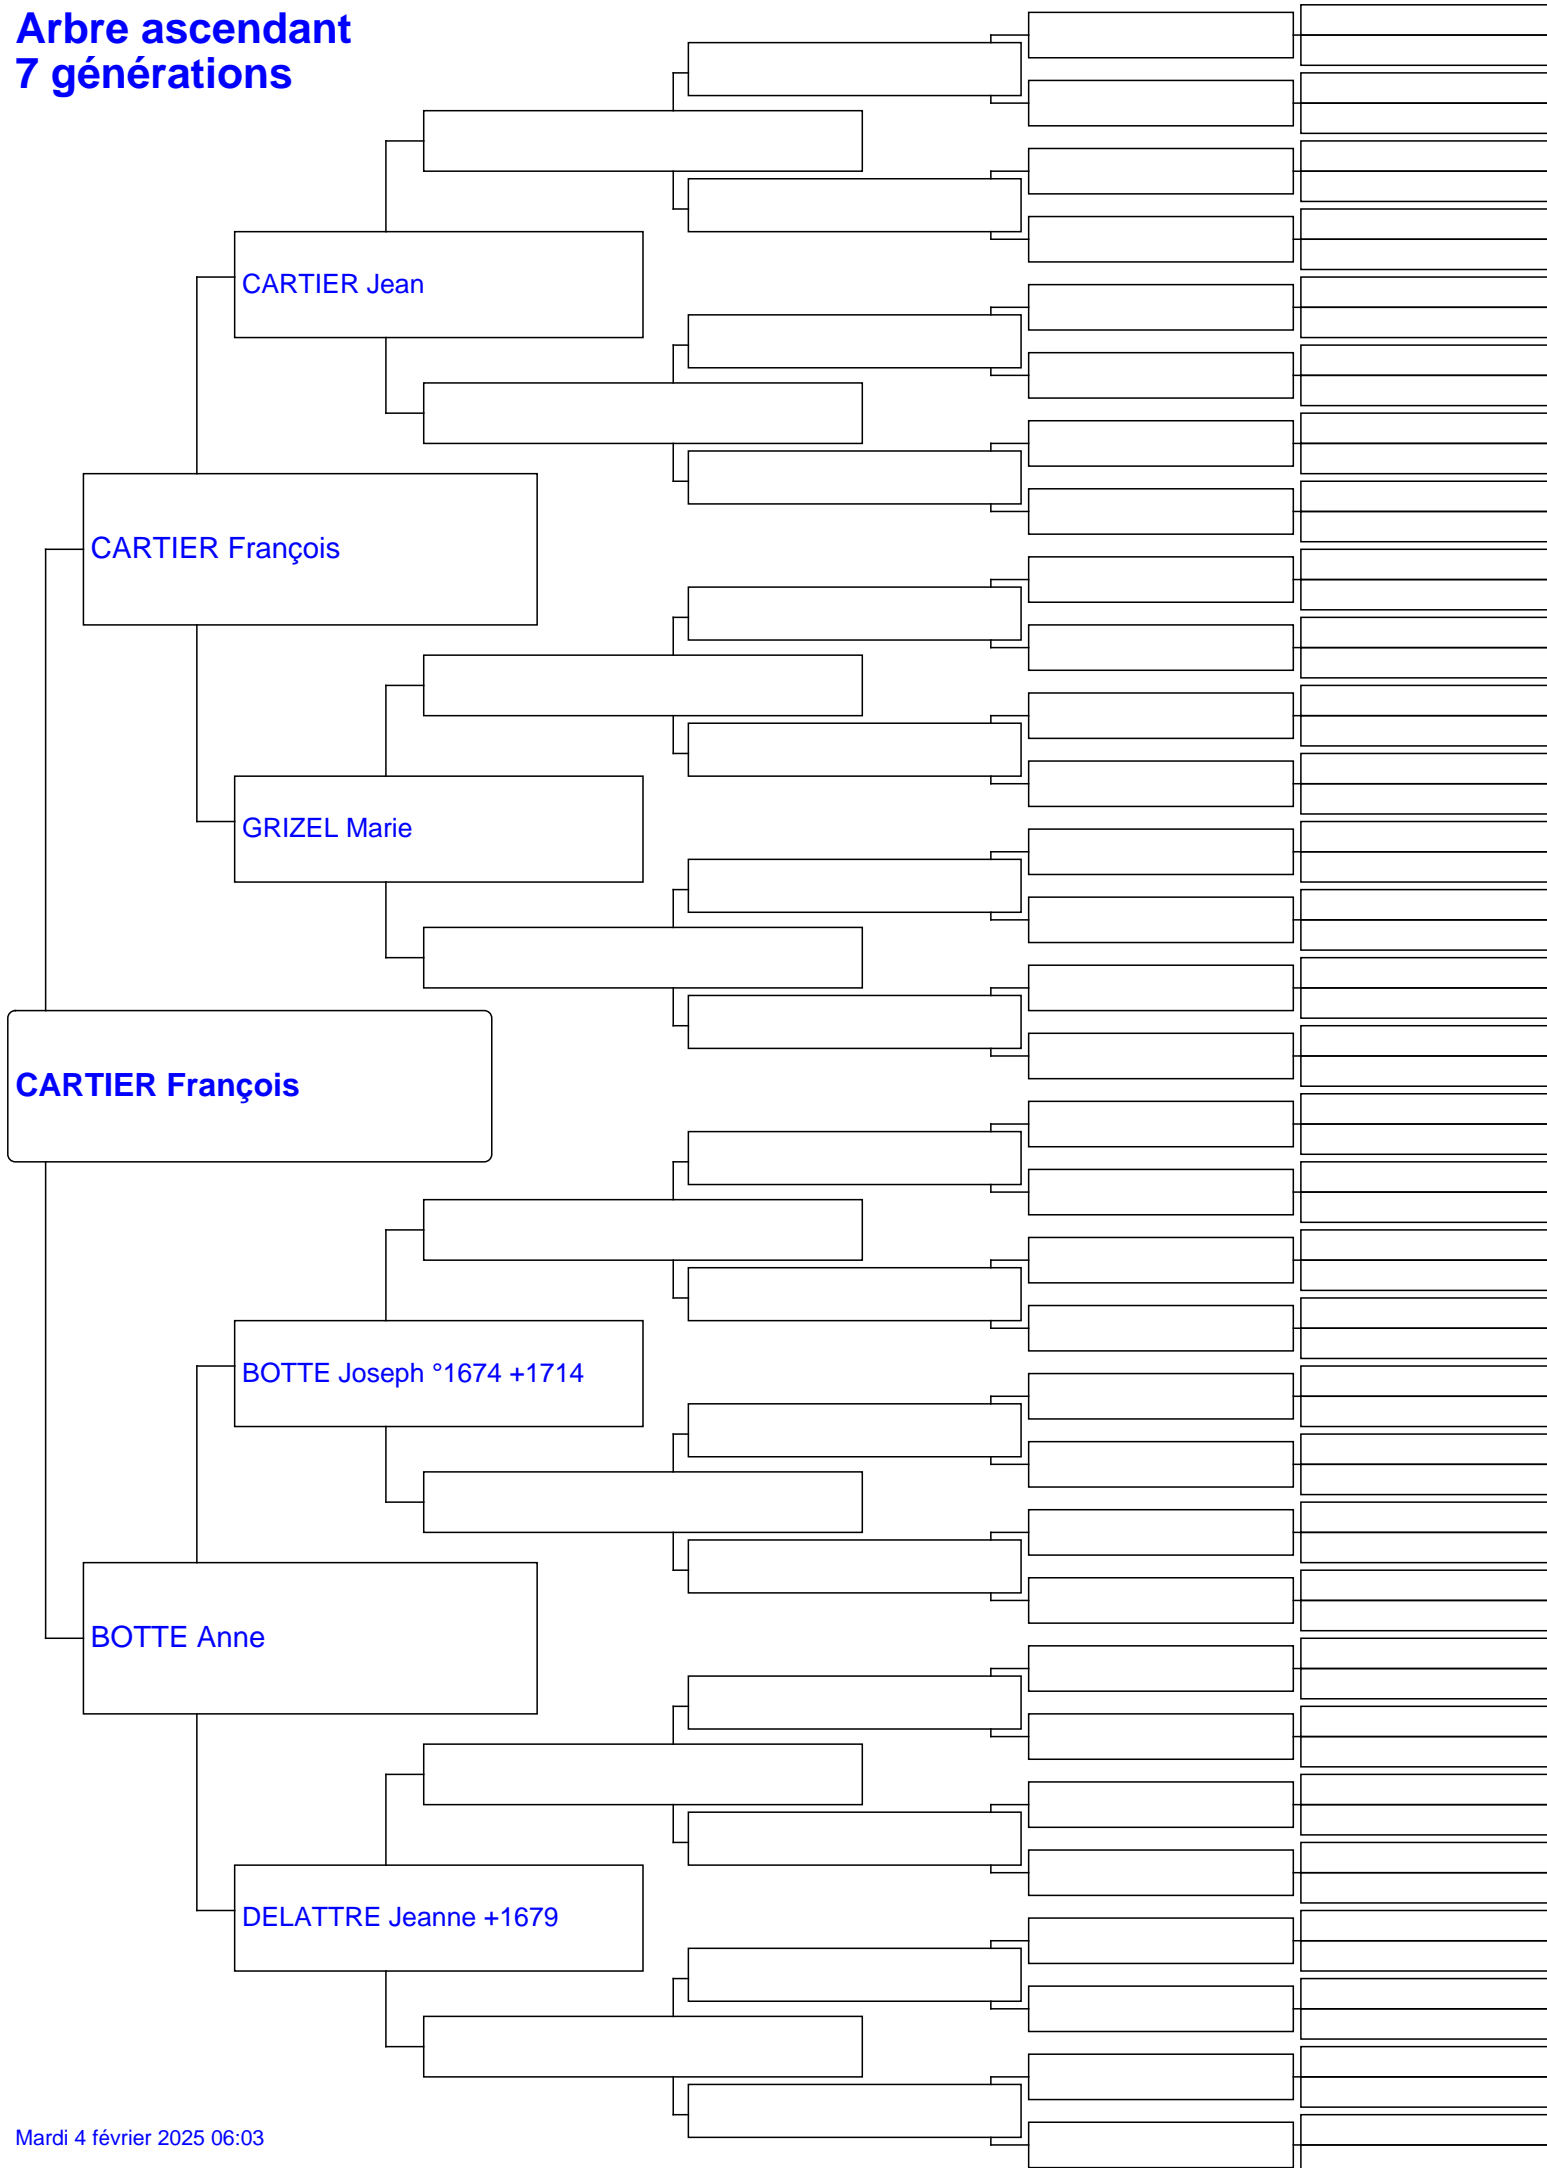 Arbre ascendant
7 générations
CARTIER Jean
CARTIER François
GRIZEL Marie
CARTIER François
BOTTE Joseph °1674 +1714
BOTTE Anne
DELATTRE Jeanne +1679
Mardi 4 février 2025 06:03